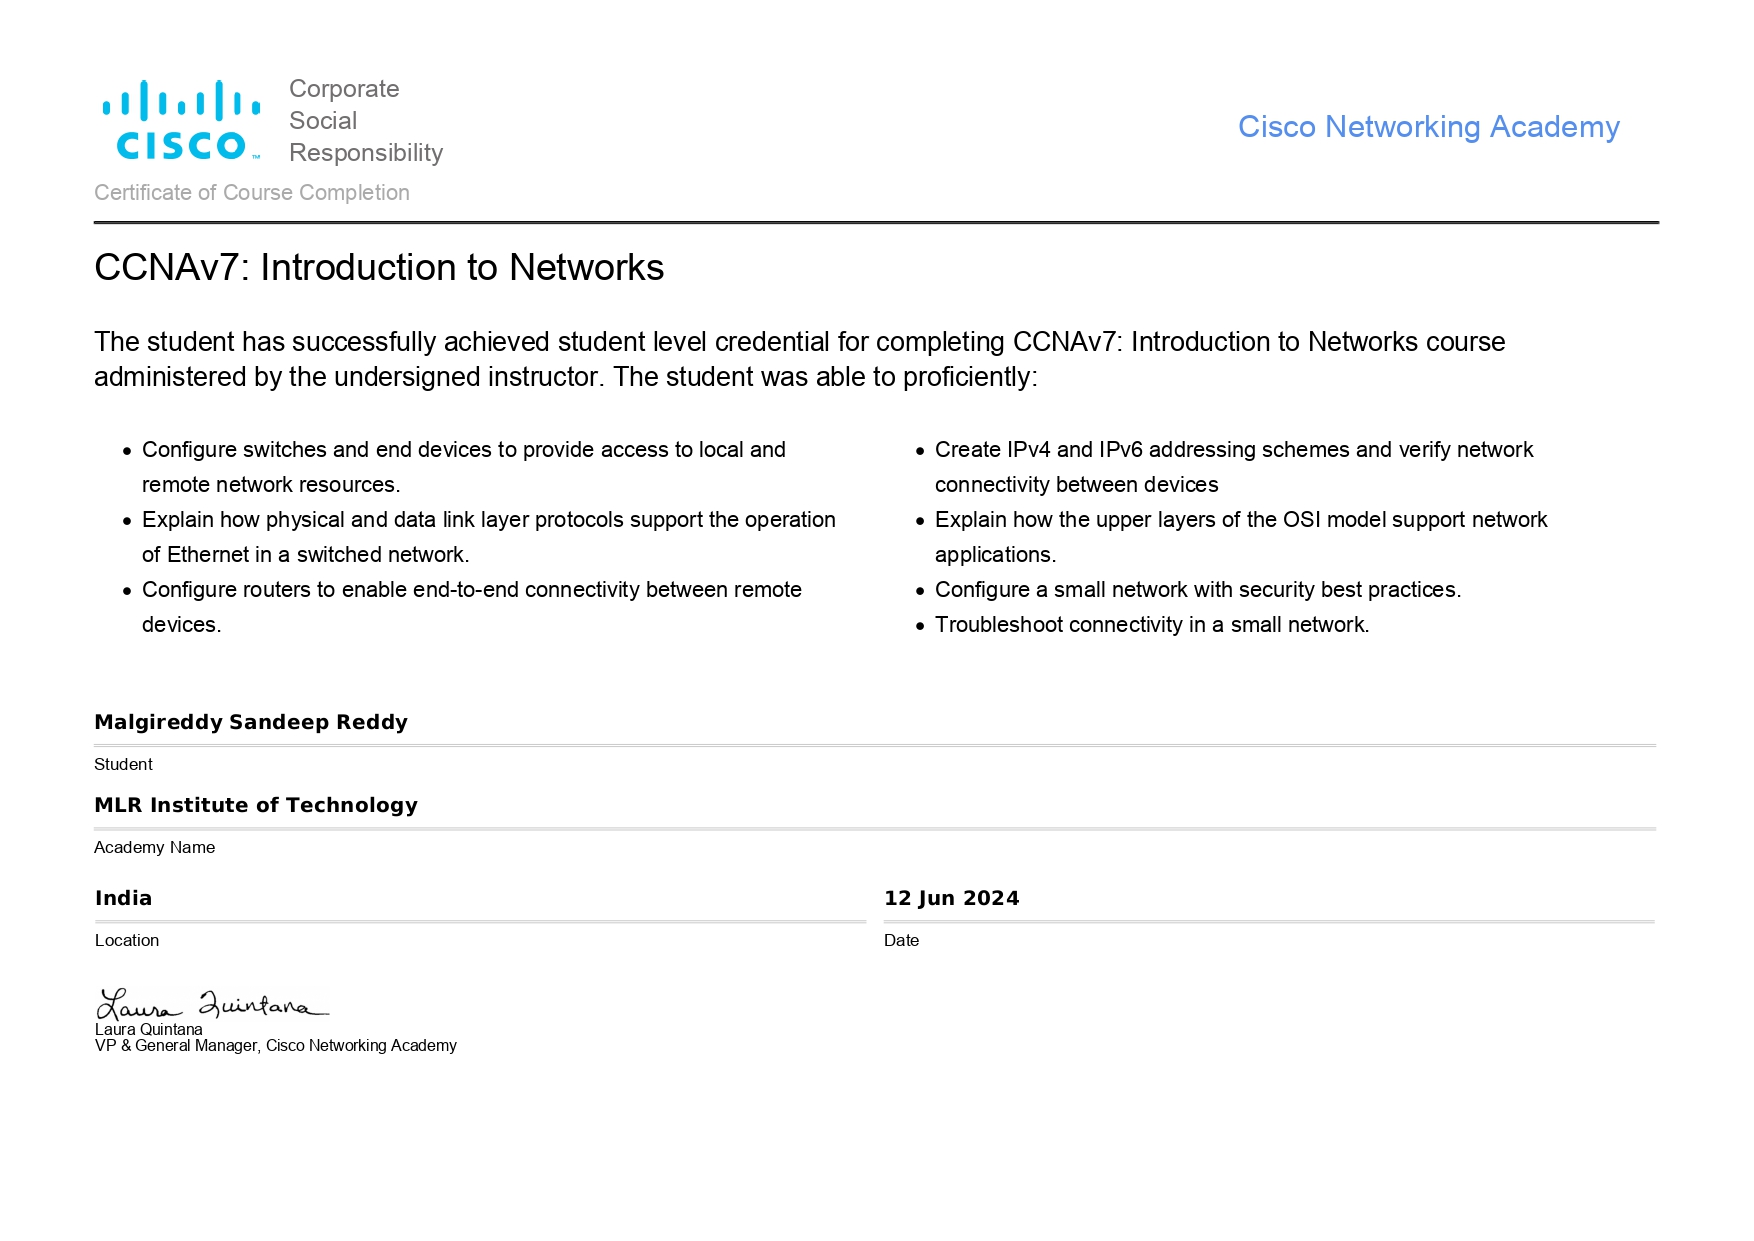 CISCO™
Corporate
Social
Responsibility
Cisco Networking Academy
Certificate of Course Completion
CCNAv7: Introduction to Networks
The student has successfully achieved student level credential for completing CCNAv7: Introduction to Networks course
administered by the undersigned instructor. The student was able to proficiently:
• Configure switches and end devices to provide access to local and
remote network resources.
• Explain how physical and data link layer protocols support the operation
of Ethernet in a switched network.
• Configure routers to enable end-to-end connectivity between remote
devices.
• Create IPv4 and IPv6 addressing schemes and verify network
connectivity between devices
• Explain how the upper layers of the OSI model support network
applications.
• Configure a small network with security best practices.
• Troubleshoot connectivity in a small network.
Malgireddy Sandeep Reddy
Student
MLR Institute of Technology
Academy Name
India
Location
12 Jun 2024
Date
Laura Quintana
Laura Quintana
VP & General Manager, Cisco Networking Academy